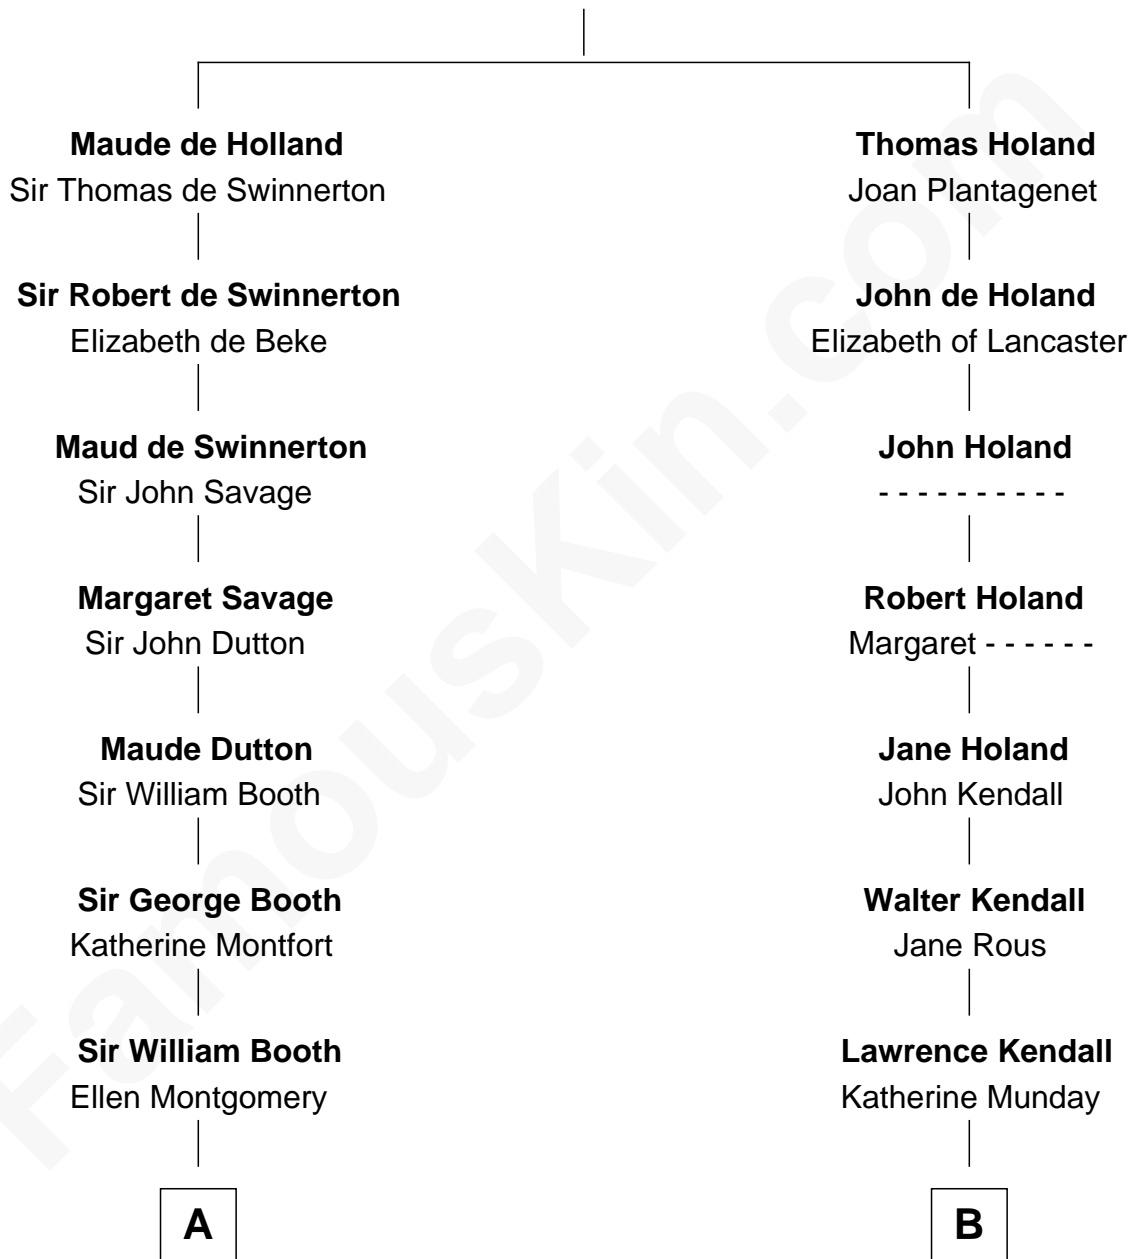 Maude de Holland
Sir Thomas de Swinnerton
Thomas Holand
Joan Plantagenet
Sir Robert de Swinnerton
Elizabeth de Beke
John de Holand
Elizabeth of Lancaster
Maud de Swinnerton
Sir John Savage
John Holand
- - - - - - - - - -
Margaret Savage
Sir John Dutton
Robert Holand
Margaret - - - - - -
Maude Dutton
Sir William Booth
Jane Holand
John Kendall
Sir George Booth
Katherine Montfort
Walter Kendall
Jane Rous
Sir William Booth
Ellen Montgomery
Lawrence Kendall
Katherine Munday
A
B
FamousKin.com